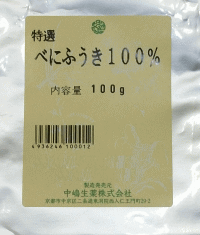 特選
べにふうき100%
内容量 100g
4936246100012
製造発売元
中嶋生薬株式会社